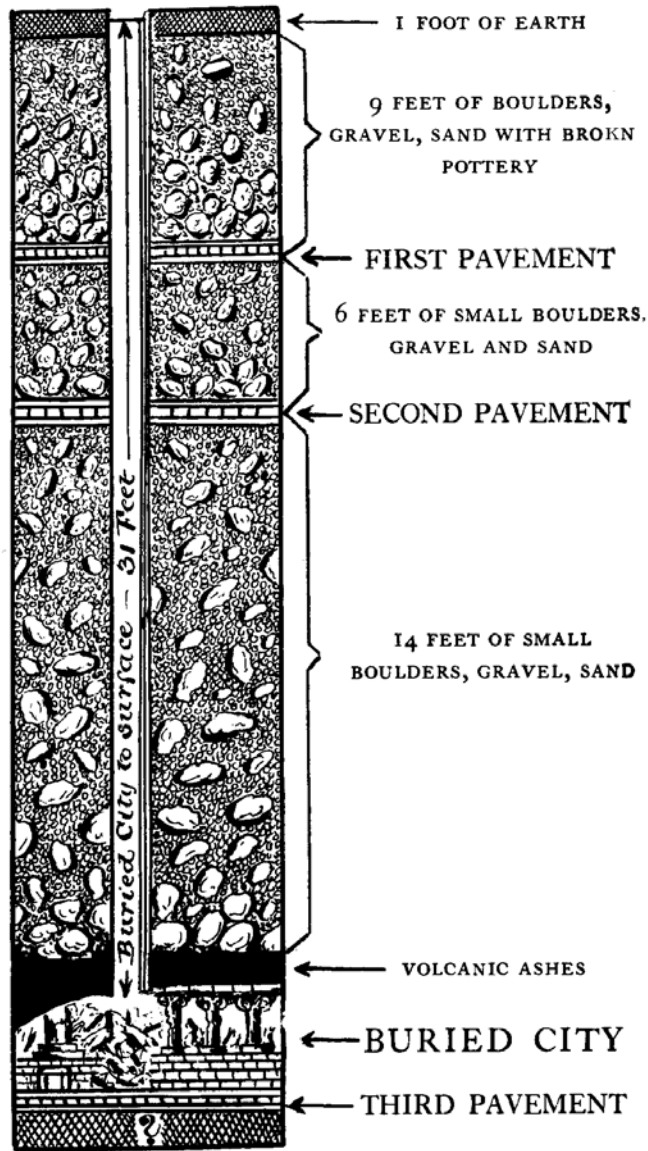 1 FOOT OF EARTH
9 FEET OF BOULDERS,
GRAVEL, SAND WITH BROKN
POTTERY
FIRST PAVEMENT
6 FEET OF SMALL BOULDERS,
GRAVEL AND SAND
SECOND PAVEMENT
Buried City to surface – 31 Feet
14 FEET OF SMALL
BOULDERS, GRAVEL, SAND
VOLCANIC ASHES
BURIED CITY
THIRD PAVEMENT
?